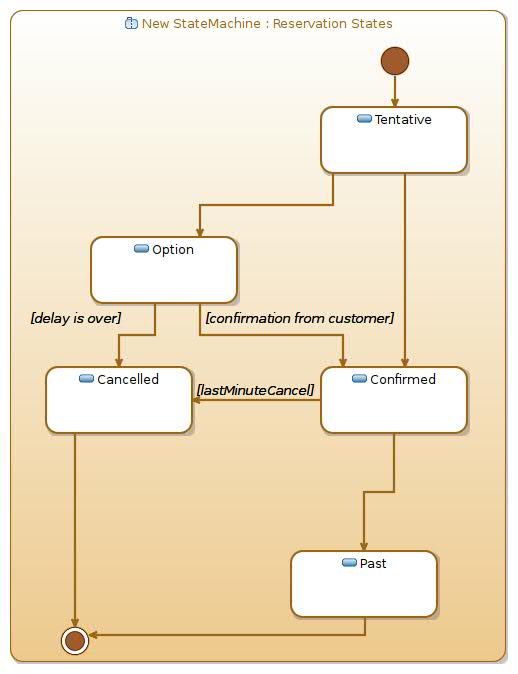 New StateMachine : Reservation States
Tentative
Option
[delay is over]
[confirmation from customer]
Cancelled
[lastMinuteCancel]
Confirmed
Past